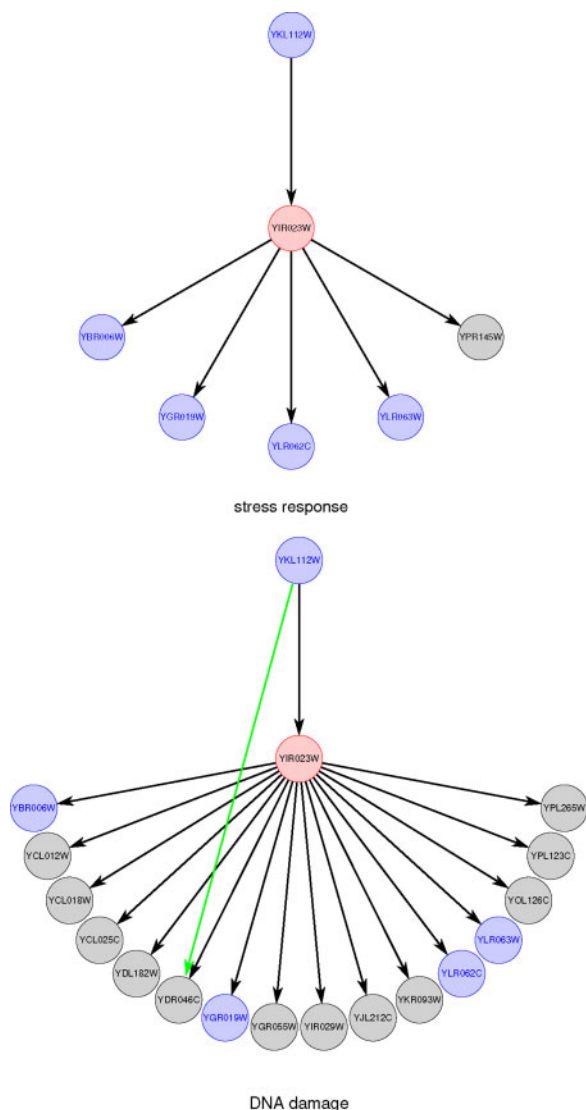 YKL112W
YIR023W
YBR006W
YPR145W
YGR019W
YLR063W
YLR062C
stress response
YKL112W
YIR023W
YBR006W
YPL265W
YCL012W
YPL123C
YCL018W
YOL126C
YCL025C
YLR063W
YDL182W
YLR062C
YDR046C
YKR093W
YGR019W
YJL212C
YGR055W
YIR029W
DNA damage